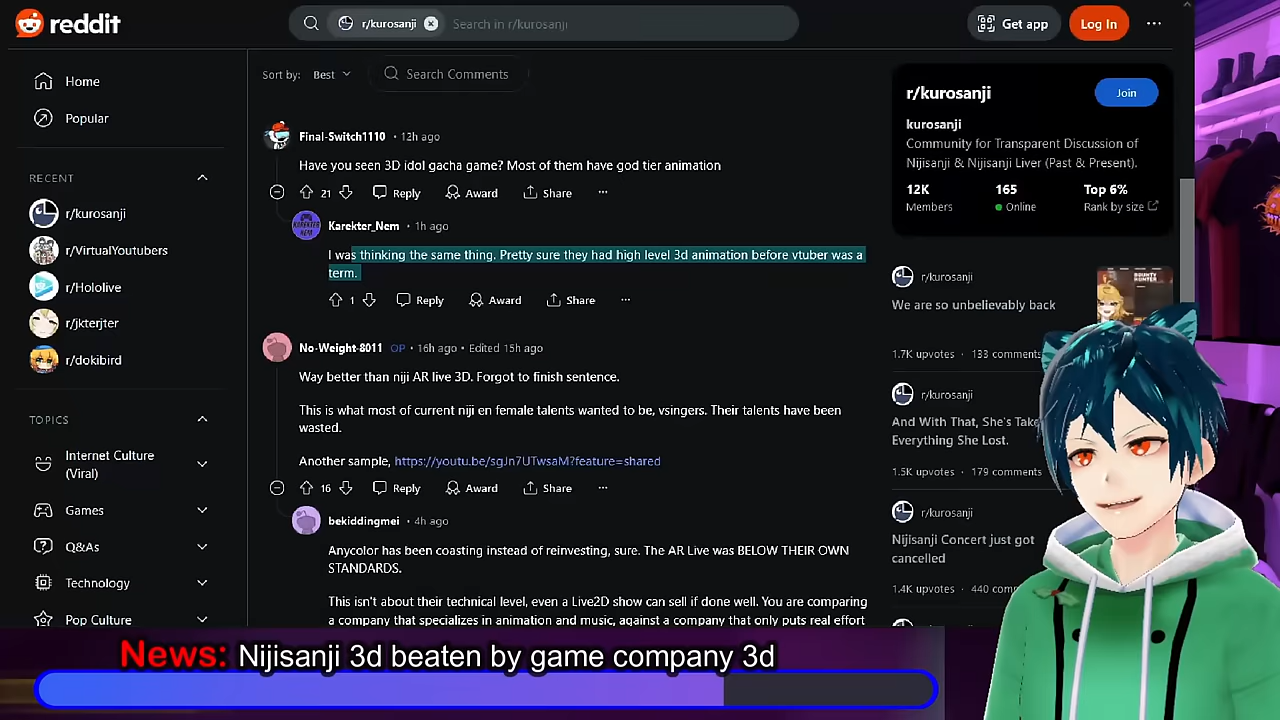 reddit
r/kurosanji
Search in r/kurosanji
Get app
Log In
Home
Popular
RECENT
r/kurosanji
r/VirtualYoutubers
r/Hololive
r/jkterjter
r/dokibird
TOPICS
Internet Culture
(Viral)
Games
Q&As
Technology
Pop Culture
Sort by:
Best
Search Comments
Final-Switch1110 • 12h ago
Have you seen 3D idol gacha game? Most of them have god tier animation
21
Reply
Award
Share
Karekter_Nem • 1h ago
I was thinking the same thing. Pretty sure they had high level 3d animation before vtuber was a
term.
1
Reply
Award
Share
No-Weight-8011 OP • 16h ago • Edited 15h ago
Way better than niji AR live 3D. Forgot to finish sentence.
This is what most of current niji en female talents wanted to be, vsingers. Their talents have been
wasted.
Another sample, https://youtu.be/sgJn7UTwsaM?feature=shared
16
Reply
Award
Share
bekiddingmei • 4h ago
Anycolor has been coasting instead of reinvesting, sure. The AR Live was BELOW THEIR OWN
STANDARDS.
This isn't about their technical level, even a Live2D show can sell if done well. You are comparing
a company that specializes in animation and music, against a company that only puts real effort
r/kurosanji
Join
kurosanji
Community for Transparent Discussion of
Nijisanji & Nijisanji Liver (Past & Present).
12K
165
Top 6%
Members
Online
Rank by size
r/kurosanji
We are so unbelievably back
BOUNTY
HUNTER
1.7K upvotes • 133 comments
r/kurosanji
And With That, She's Take
Everything She Lost.
1.5K upvotes • 179 comments
r/kurosanji
Nijisanji Concert just got
cancelled
1.4K upvotes • 440 comm
r/kurosanji
News: Nijisanji 3d beaten by game company 3d